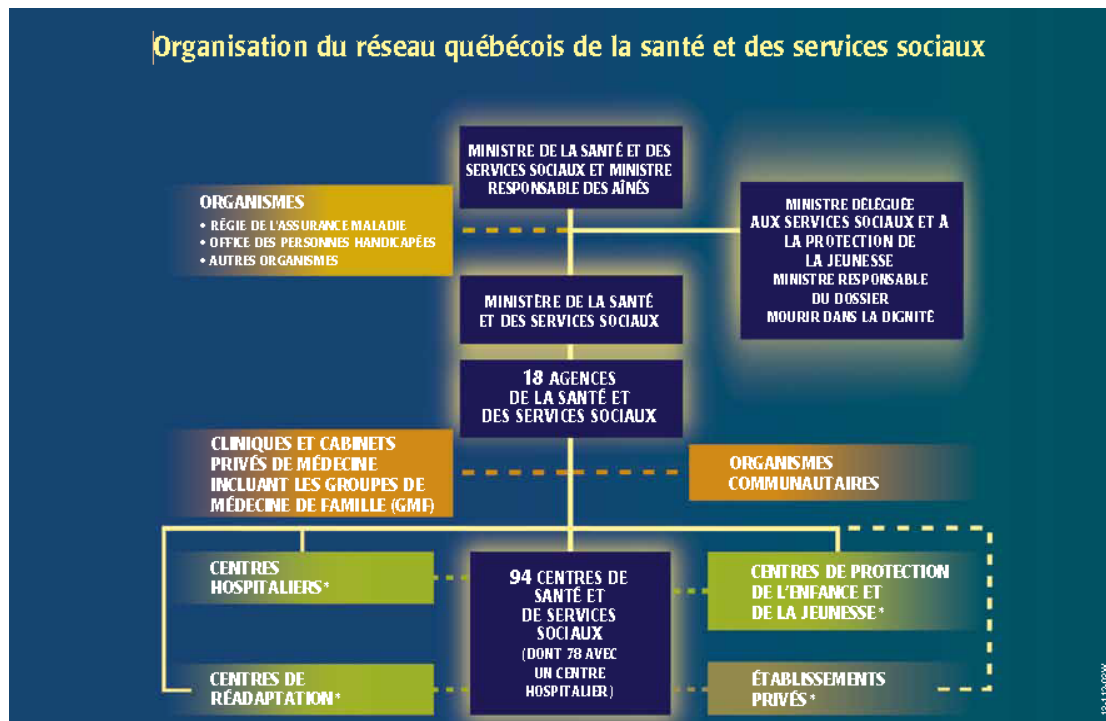 Organisation du réseau québécois de la santé et des services sociaux
MINISTRE DE LA SANTÉ ET DES
SERVICES SOCIAUX ET MINISTRE
RESPONSABLE DES AÎNÉS
ORGANISMES
• RÉGIE DE L'ASSURANCE MALADIE
• OFFICE DES PERSONNES HANDICAPÉES
• AUTRES ORGANISMES
MINISTRE DÉLÉGUÉE
AUX SERVICES SOCIAUX ET À
LA PROTECTION DE
LA JEUNESSE
MINISTRE RESPONSABLE
DU DOSSIER
MOURIR DANS LA DIGNITÉ
MINISTÈRE DE LA SANTÉ
ET DES SERVICES SOCIAUX
18 AGENCES
DE LA SANTÉ ET
DES SERVICES SOCIAUX
CLINIQUES ET CABINETS
PRIVÉS DE MÉDECINE
INCLUANT LES GROUPES DE
MÉDECINE DE FAMILLE (GMF)
ORGANISMES
COMMUNAUTAIRES
CENTRES
HOSPITALIERS*
94 CENTRES DE
SANTÉ ET
DE SERVICES
SOCIAUX
(DONT 78 AVEC
UN CENTRE
HOSPITALIER)
CENTRES DE PROTECTION
DE L'ENFANCE ET
DE LA JEUNESSE*
CENTRES DE
RÉADAPTATION*
ÉTABLISSEMENTS
PRIVÉS*